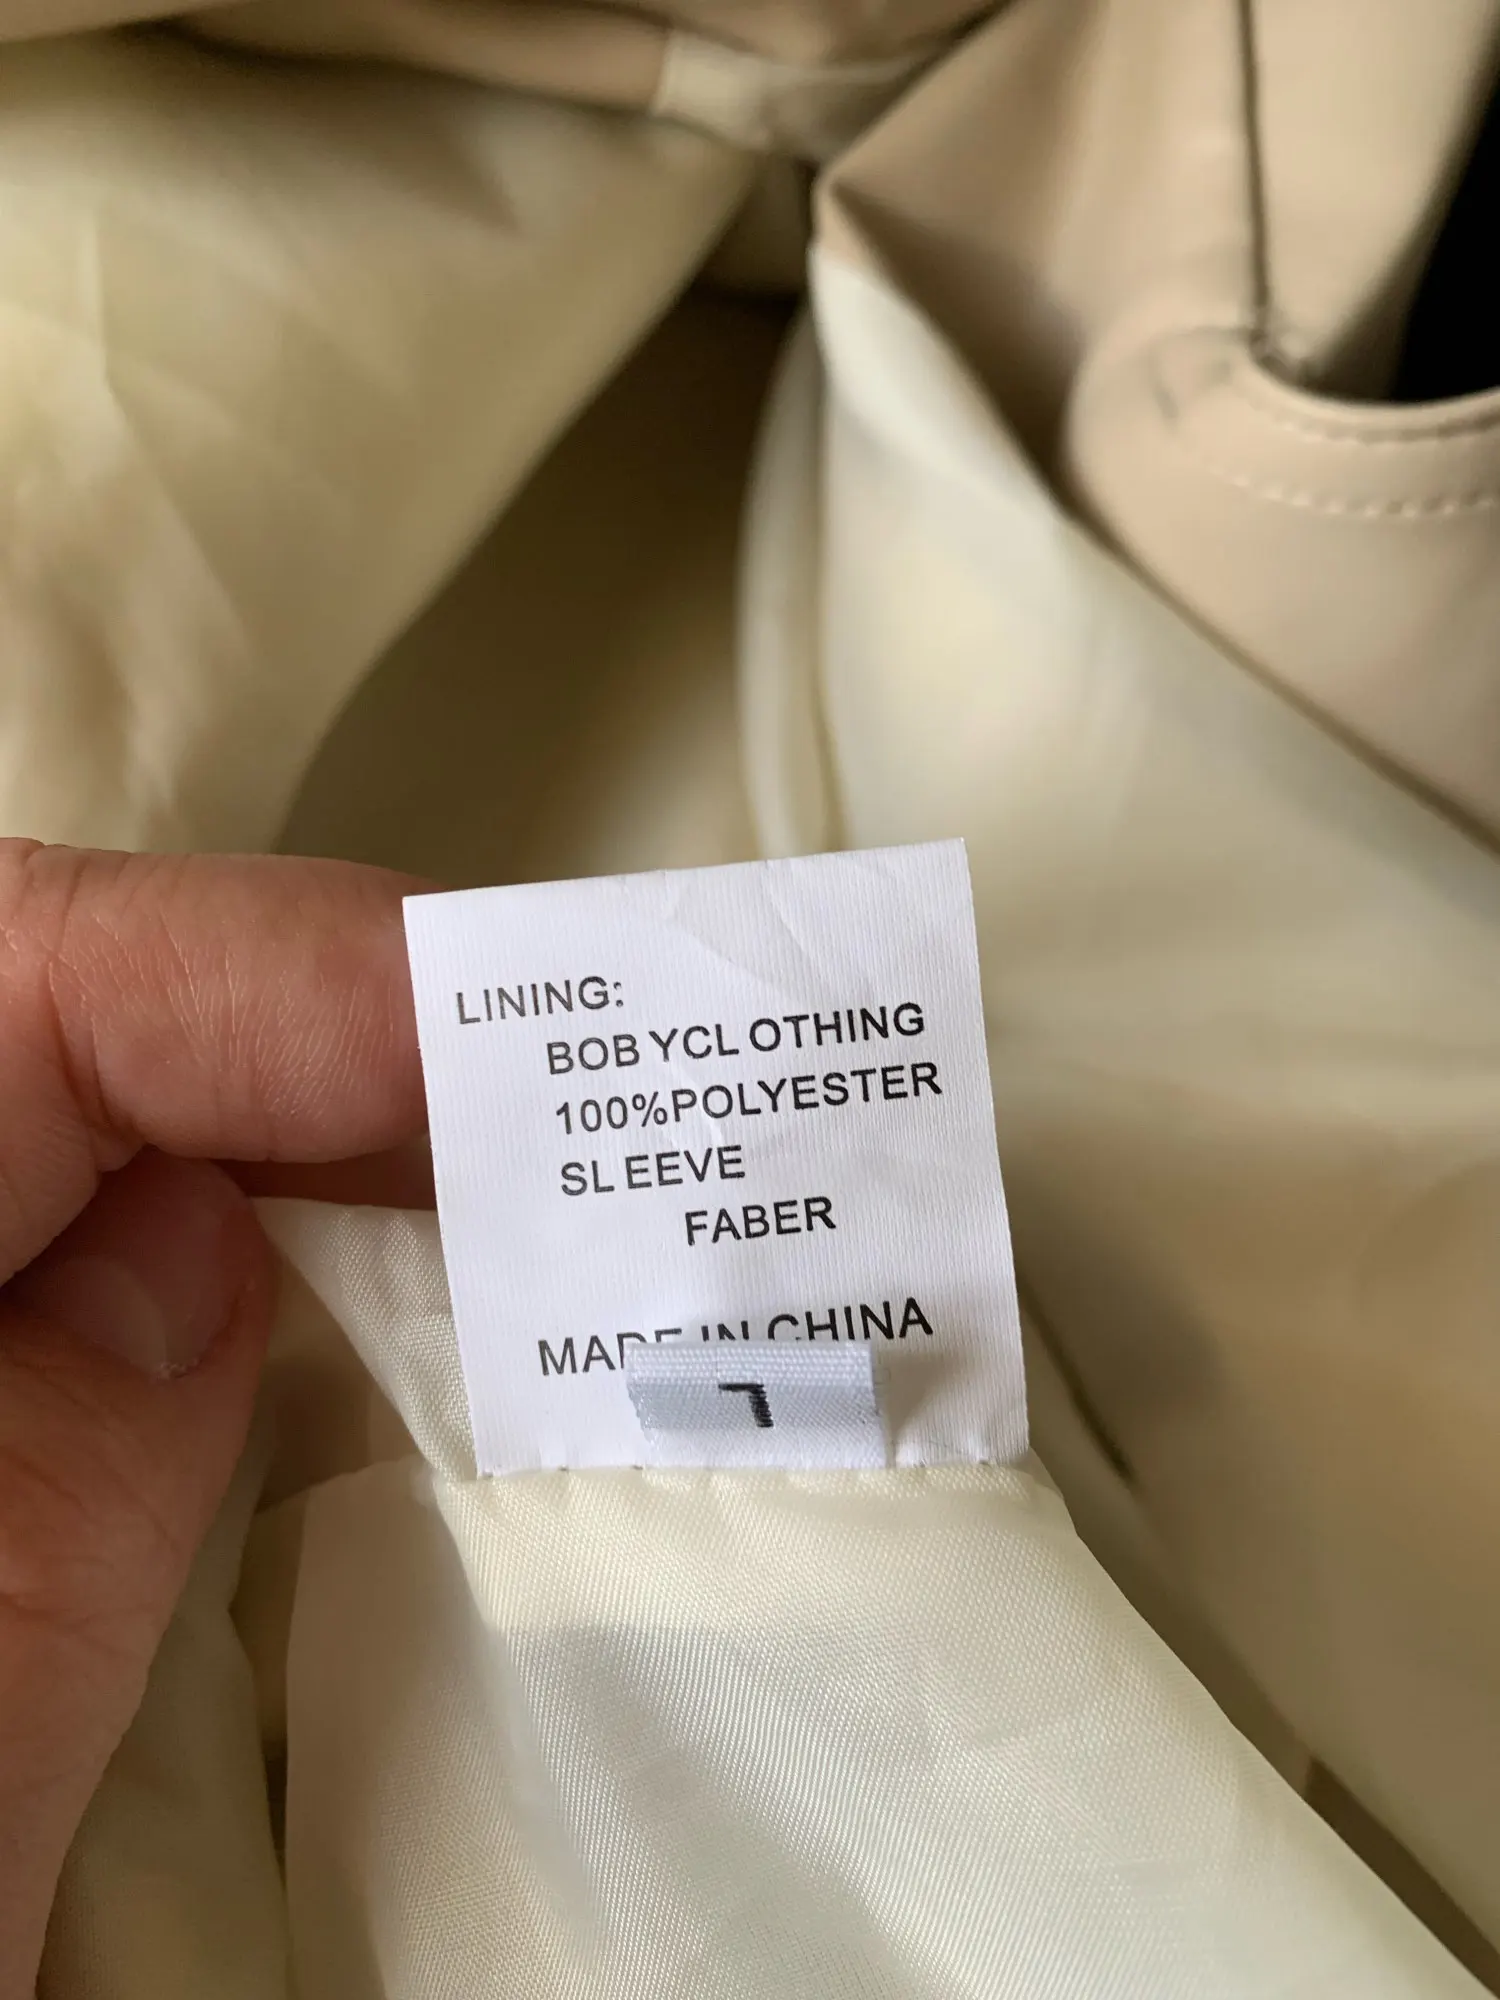 LINING:
BOB YCL OTHING
100%POLYESTER
SL EEVE
FABER
MADE IN CHINA
L